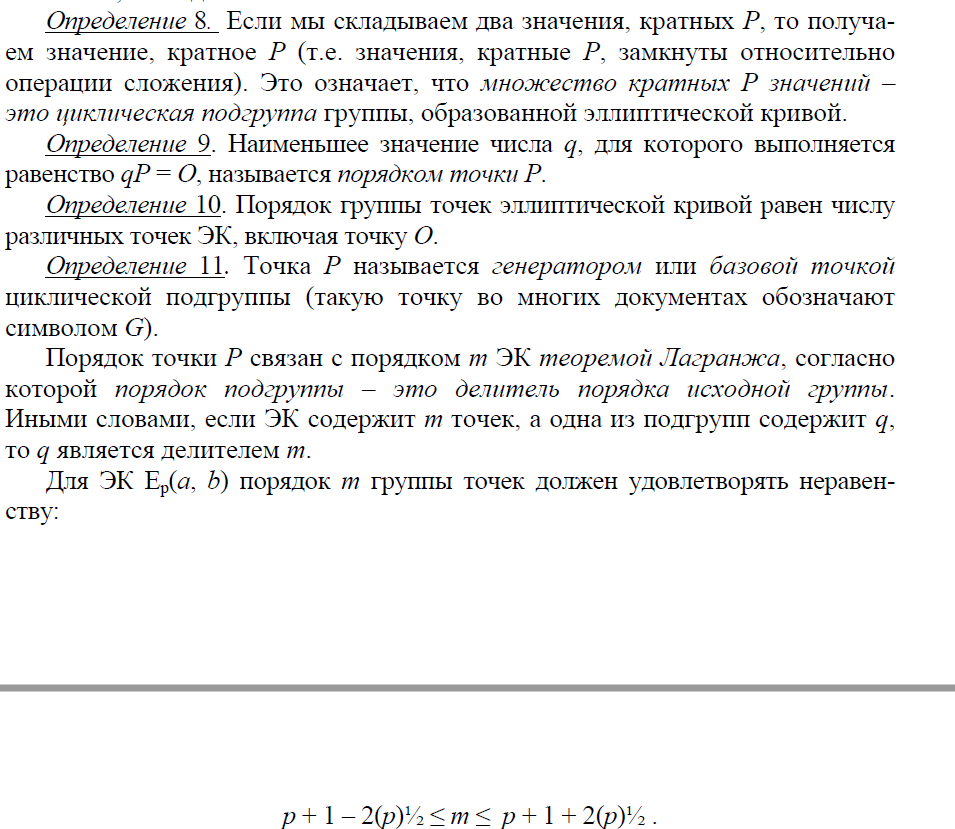 Определение 8. Если мы складываем два значения, кратных P, то получа-
ем значение, кратное P (т.е. значения, кратные P, замкнуты относительно
операции сложения). Это означает, что множество кратных P значений –
это циклическая подгруппа группы, образованной эллиптической кривой.
Определение 9. Наименьшее значение числа q, для которого выполняется
равенство qP = O, называется порядком точки P.
Определение 10. Порядок группы точек эллиптической кривой равен числу
различных точек ЭК, включая точку O.
Определение 11. Точка P называется генератором или базовой точкой
циклической подгруппы (такую точку во многих документах обозначают
символом G).
Порядок точки P связан с порядком m ЭК теоремой Лагранжа, согласно
которой порядок подгруппы – это делитель порядка исходной группы.
Иными словами, если ЭК содержит m точек, а одна из подгрупп содержит q,
то q является делителем m.
Для ЭК Eₚ(a, b) порядок m группы точек должен удовлетворять неравен-
ству:
p + 1 – 2(p)½ ≤ m ≤ p + 1 + 2(p)½ .